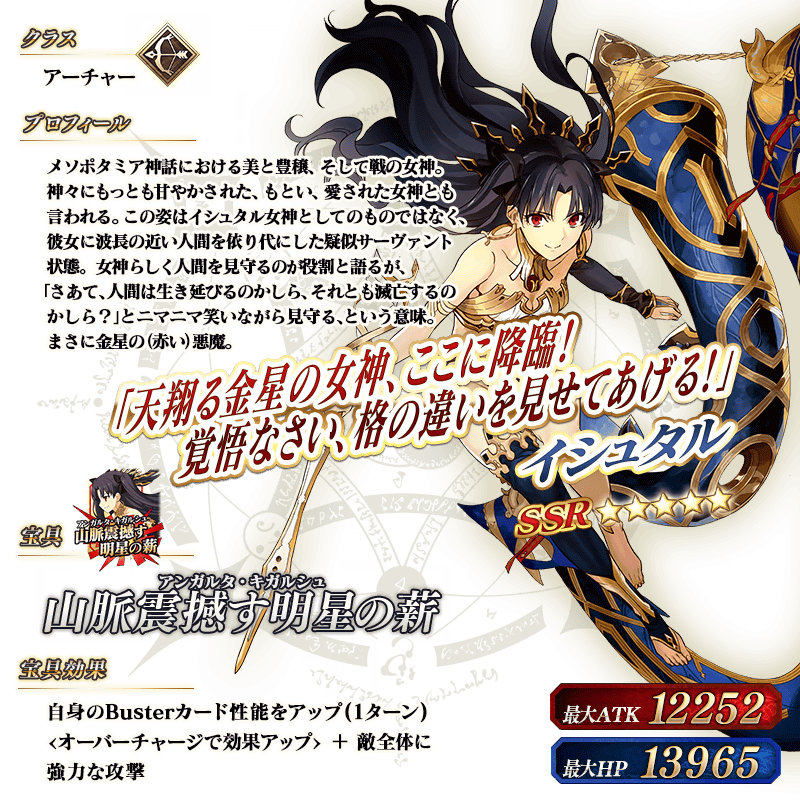 クラス
アーチャー
プロフィール
メソポタミア神話における美と豊穣、そして戦の女神。
神々にもっとも甘やかされた、もとい、愛された女神とも
言われる。この姿はイシュタル女神としてのものではなく、
彼女に波長の近い人間を依り代にした疑似サーヴァント
状態。女神らしく人間を見守るのが役割と語るが、
「さあて、人間は生き延びるのかしら、それとも滅亡するの
かしら？」とニマニマ笑いながら見守る、という意味。
まさに金星の(赤い)悪魔。
「天翔る金星の女神、ここに降臨！
覚悟なさい、格の違いを見せてあげる！」
イシュタル
SSR ★★★★★
宝具
アンガルタ・キガルシュ
山脈震撼す
明星の薪
アンガルタ・キガルシュ
山脈震撼す明星の薪
宝具効果
自身のBusterカード性能をアップ(1ターン)
<オーバーチャージで効果アップ> ＋ 敵全体に
強力な攻撃
最大ATK 12252
最大HP 13965